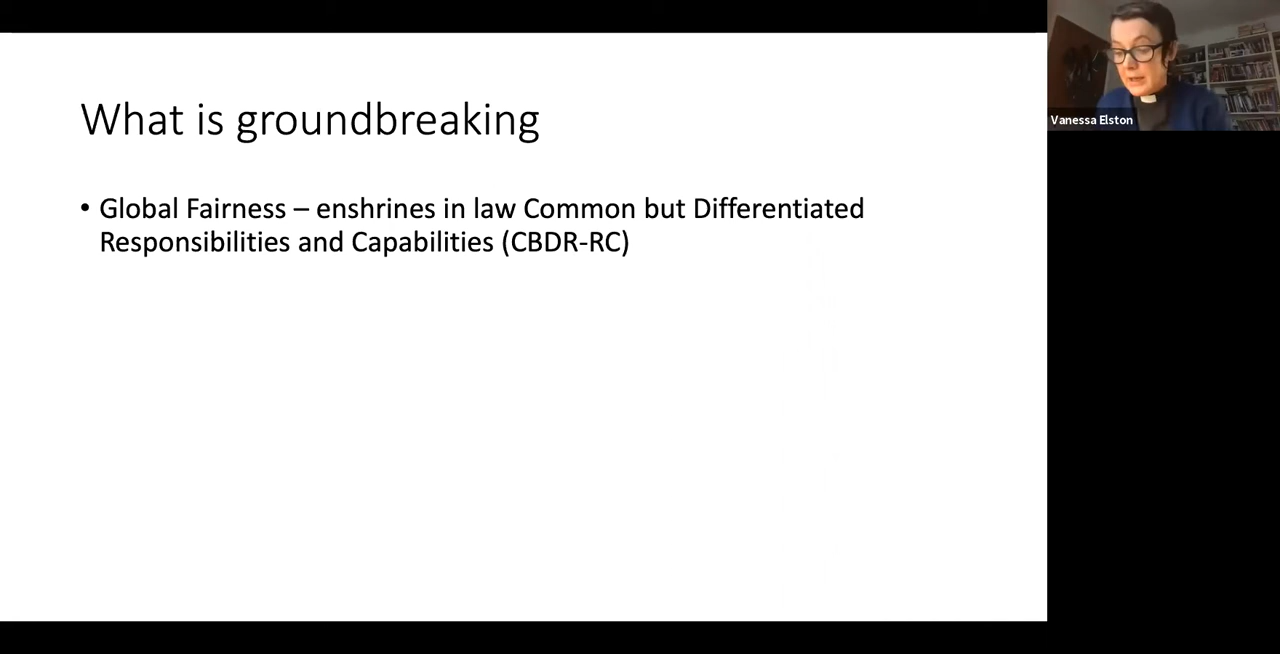 What is groundbreaking
• Global Fairness – enshrines in law Common but Differentiated
Responsibilities and Capabilities (CBDR-RC)
Vanessa Elston